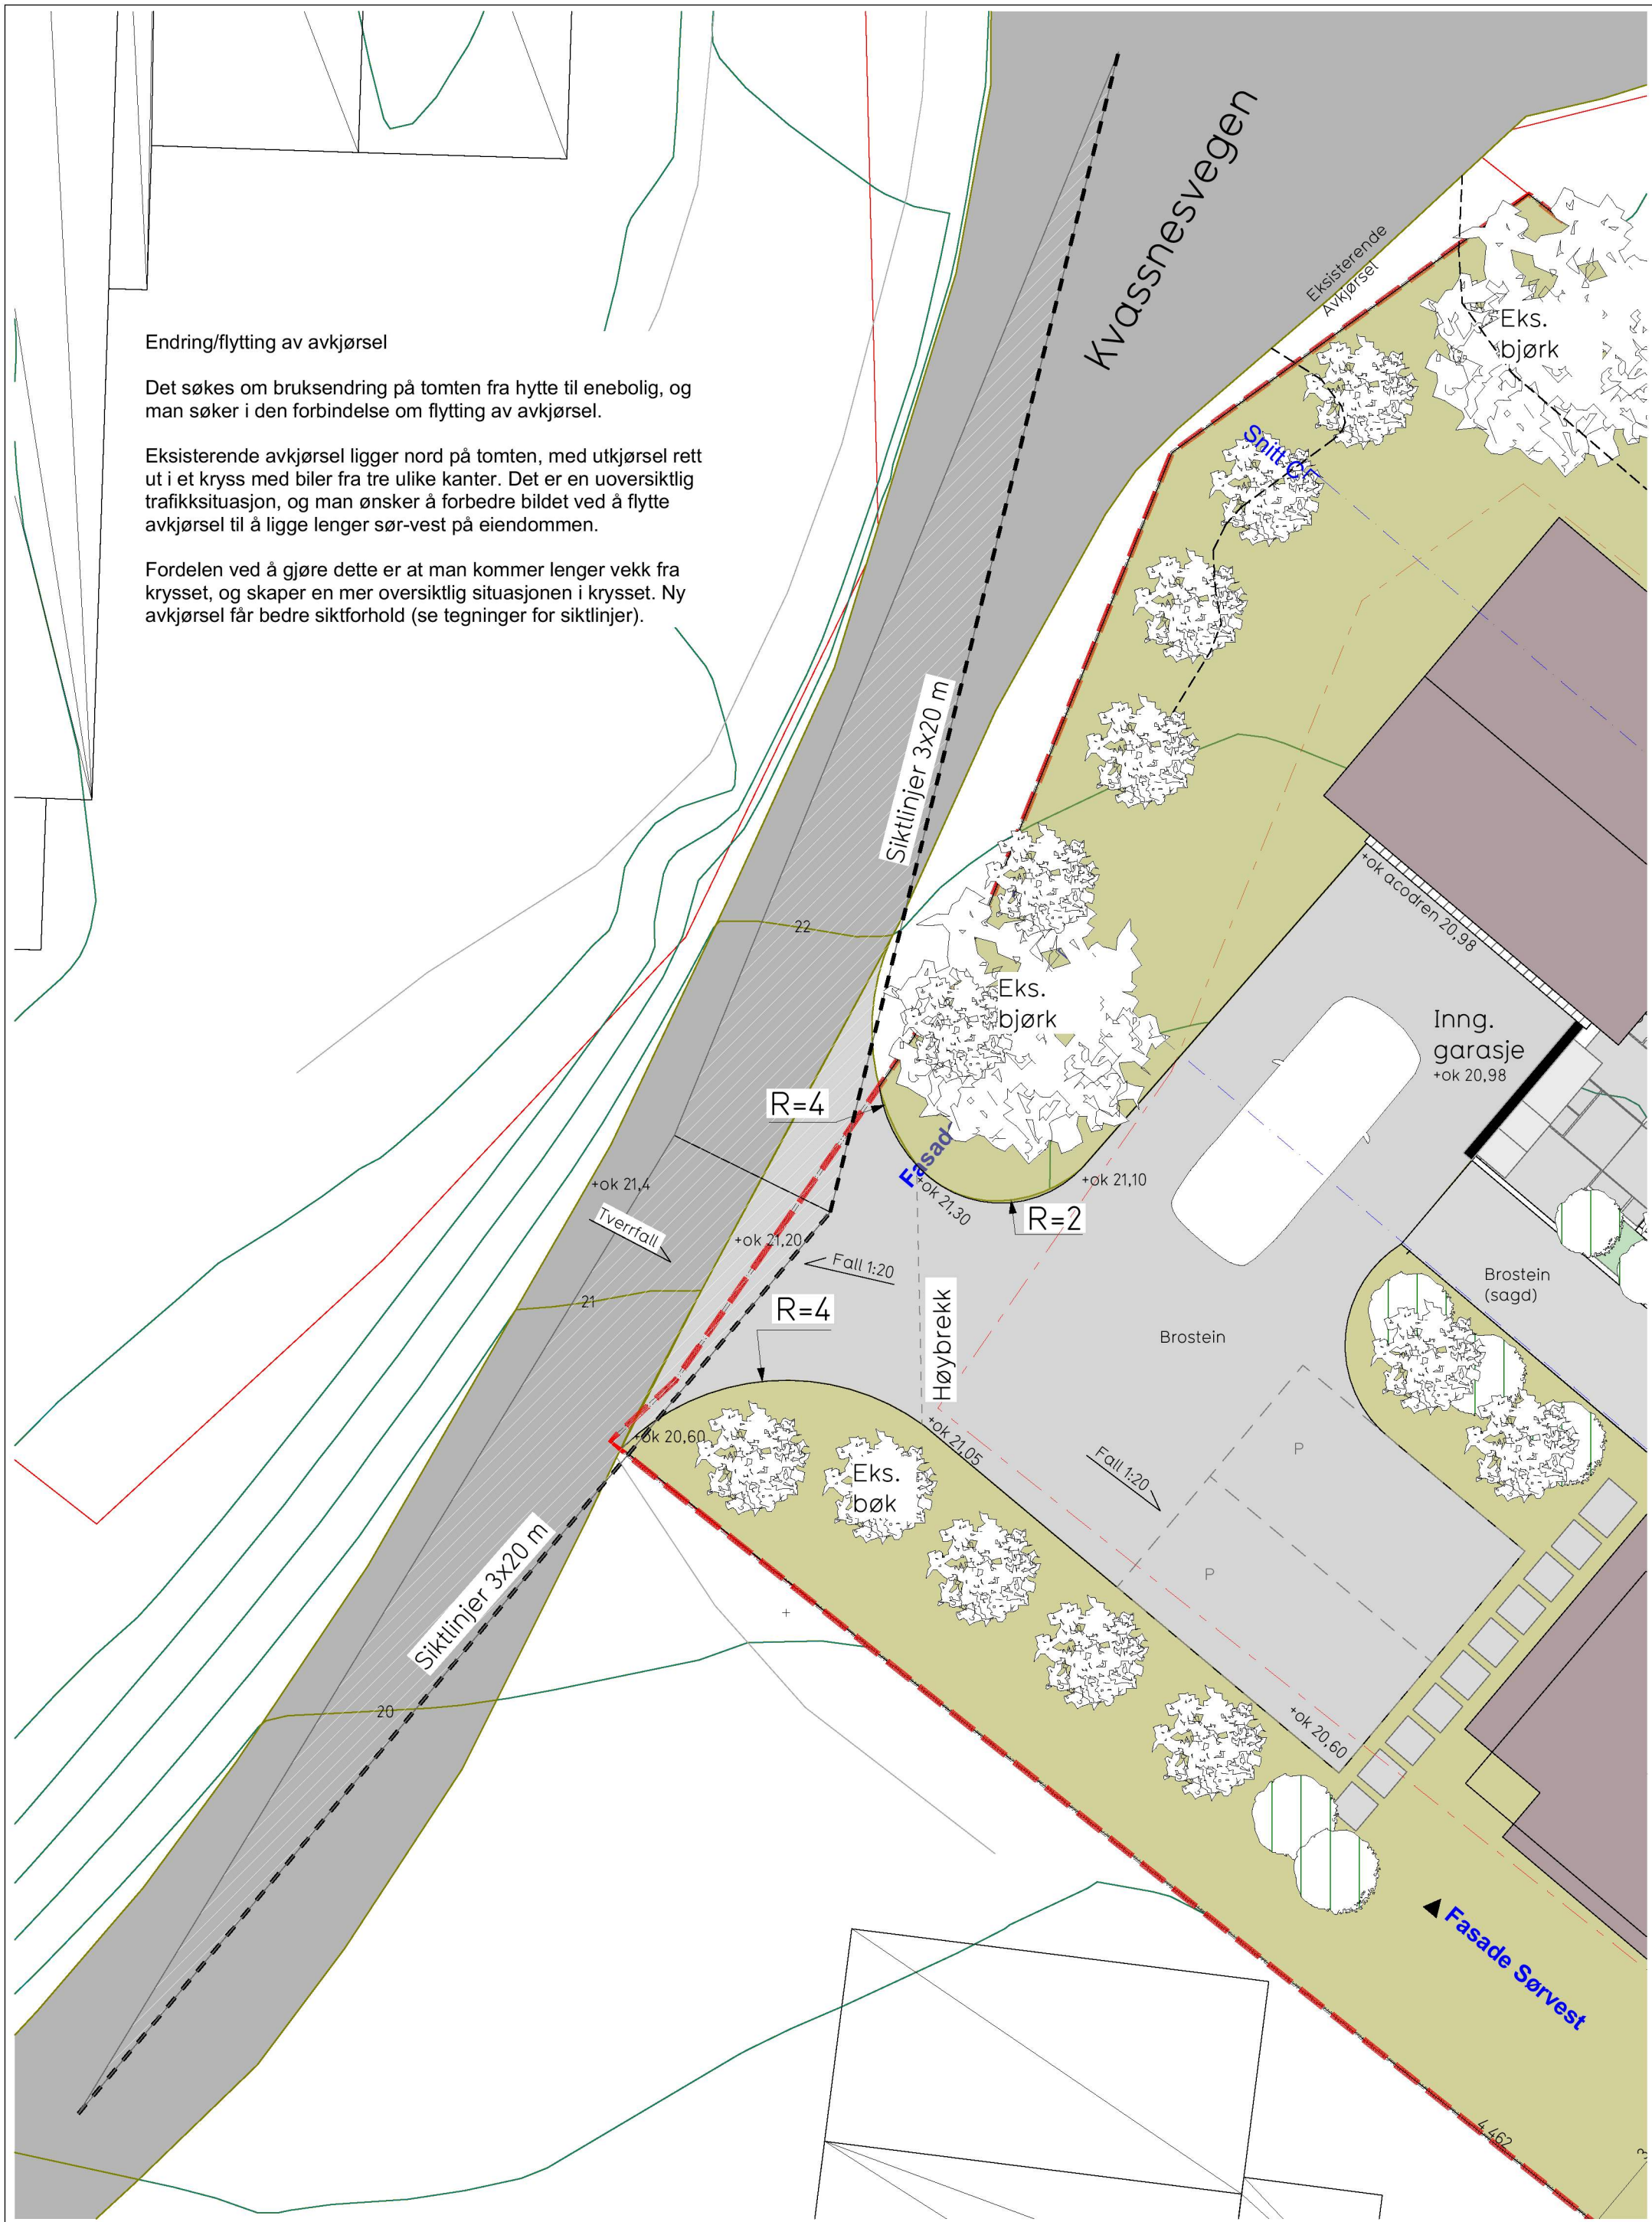 Endring/flytting av avkjørsel
Det søkes om bruksendring på tomten fra hytte til enebolig, og
man søker i den forbindelse om flytting av avkjørsel.
Eksisterende avkjørsel ligger nord på tomten, med utkjørsel rett
ut i et kryss med biler fra tre ulike kanter. Det er en uoversiktlig
trafikksituasjon, og man ønsker å forbedre bildet ved å flytte
avkjørsel til å ligge lenger sør-vest på eiendommen.
Fordelen ved å gjøre dette er at man kommer lenger vekk fra
krysset, og skaper en mer oversiktlig situasjonen i krysset. Ny
avkjørsel får bedre siktforhold (se tegninger for siktlinjer).
Kvassnesvegen
Eksisterende
Avkjørsel
Eks.
bjørk
Snitt C
Siktlinjer 3x20 m
+ok acodren 20,98
22
Eks.
bjørk
Inng.
garasje
+ok 20,98
R=4
Fasad
+ok 21,30
+ok 21,10
R=2
+ok 21,4
Tverrfall
+ok 21,20
Fall 1:20
21
R=4
Høybrekk
Brostein
Brostein
(sagd)
+ok 20,60
+ok 21,05
Eks.
bøk
Fall 1:20
P
P
Siktlinjer 3x20 m
20
+ok 20,60
Fasade Sørvest
4,462
3